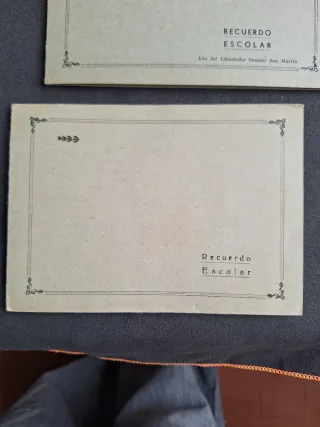 RECUERDO
ESCOLAR
Año del Libertador General San Martín
Recuerdo
Escolar